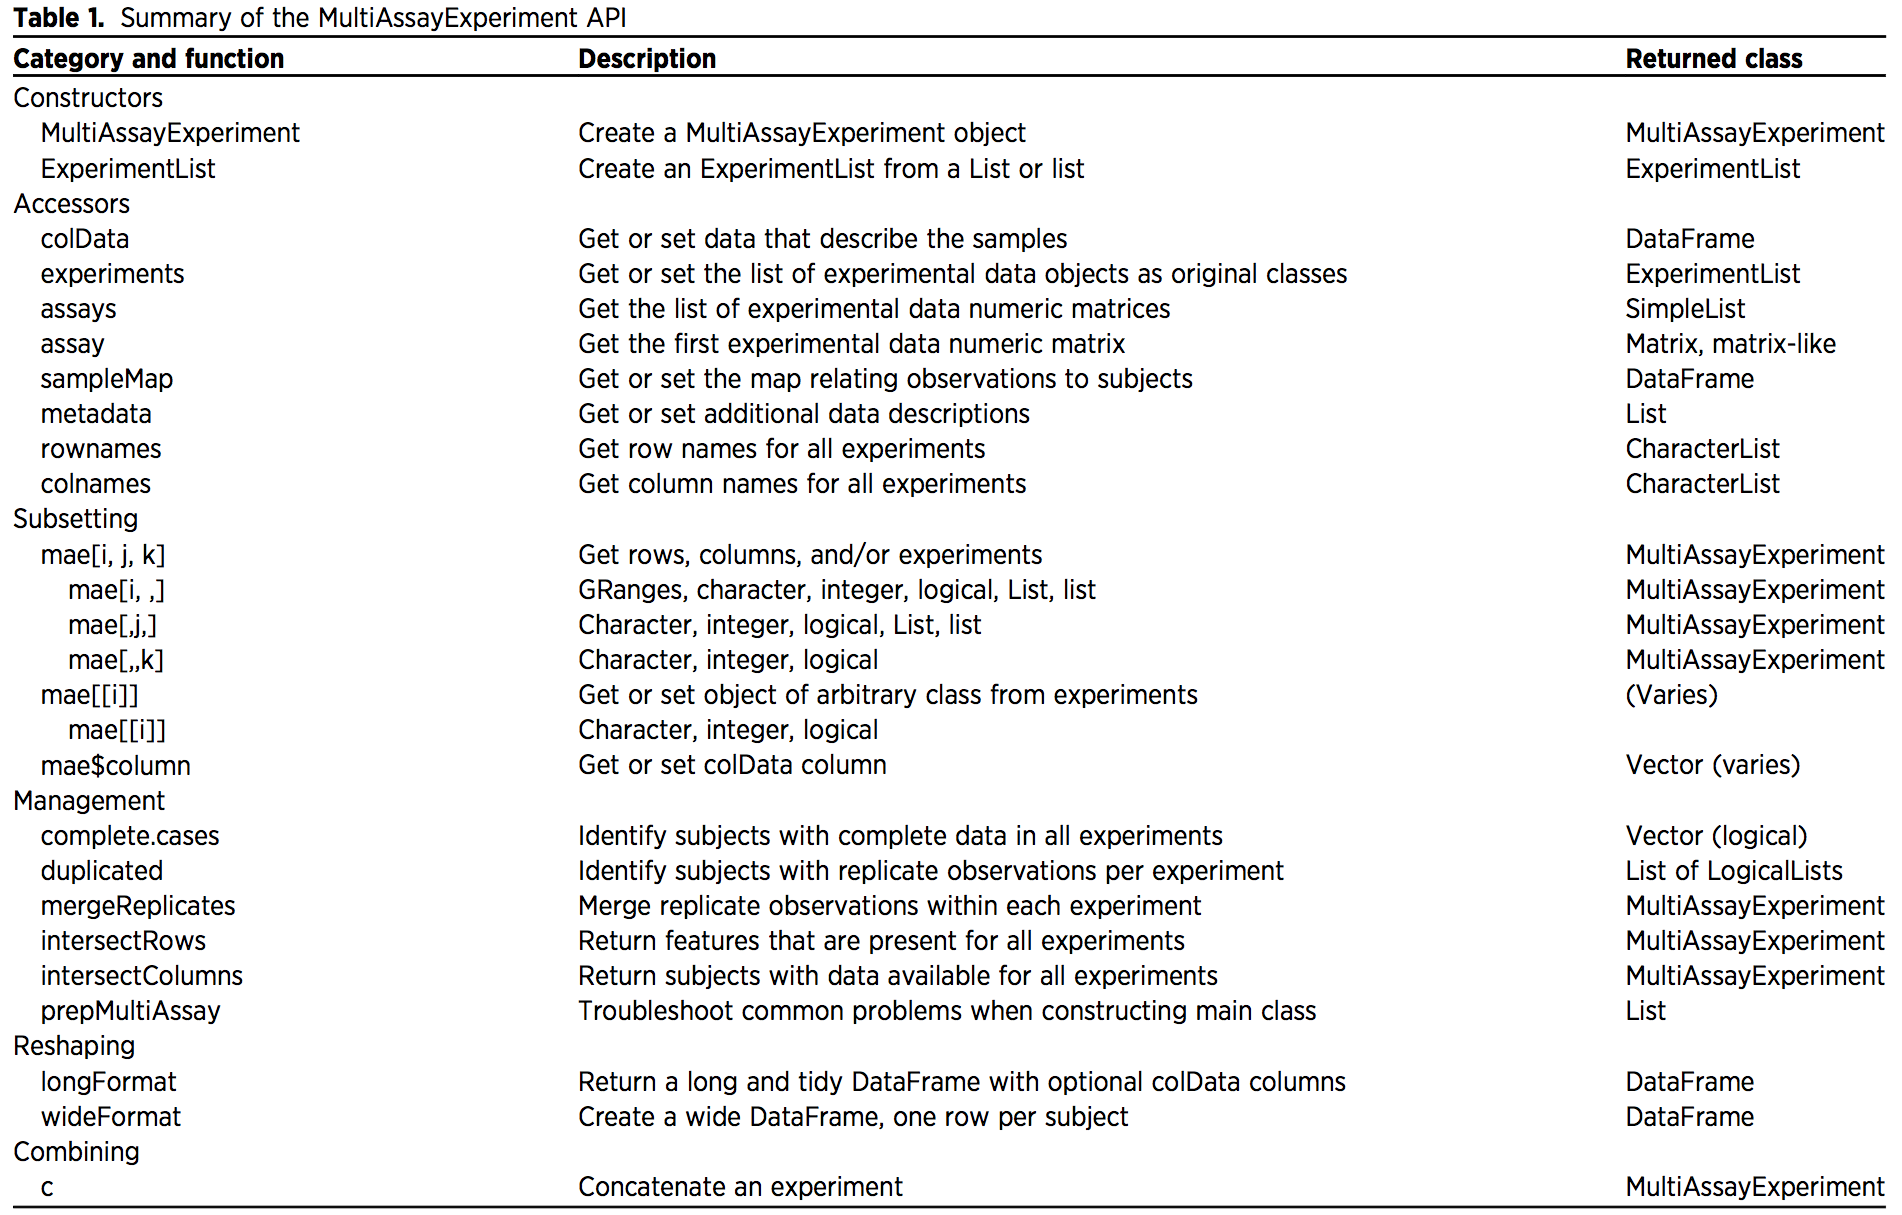 Table 1. Summary of the MultiAssayExperiment API
Category and function Description Returned class
Constructors
MultiAssayExperiment Create a MultiAssayExperiment object MultiAssayExperiment
ExperimentList Create an ExperimentList from a List or list ExperimentList
Accessors
colData Get or set data that describe the samples DataFrame
experiments Get or set the list of experimental data objects as original classes ExperimentList
assays Get the list of experimental data numeric matrices SimpleList
assay Get the first experimental data numeric matrix Matrix, matrix-like
sampleMap Get or set the map relating observations to subjects DataFrame
metadata Get or set additional data descriptions List
rownames Get row names for all experiments CharacterList
colnames Get column names for all experiments CharacterList
Subsetting
mae[i, j, k] Get rows, columns, and/or experiments MultiAssayExperiment
mae[i, ,] GRanges, character, integer, logical, List, list MultiAssayExperiment
mae[,j,] Character, integer, logical, List, list MultiAssayExperiment
mae[,,k] Character, integer, logical MultiAssayExperiment
mae[[i]] Get or set object of arbitrary class from experiments (Varies)
mae[[i]] Character, integer, logical
mae$column Get or set colData column Vector (varies)
Management
complete.cases Identify subjects with complete data in all experiments Vector (logical)
duplicated Identify subjects with replicate observations per experiment List of LogicalLists
mergeReplicates Merge replicate observations within each experiment MultiAssayExperiment
intersectRows Return features that are present for all experiments MultiAssayExperiment
intersectColumns Return subjects with data available for all experiments MultiAssayExperiment
prepMultiAssay Troubleshoot common problems when constructing main class List
Reshaping
longFormat Return a long and tidy DataFrame with optional colData columns DataFrame
wideFormat Create a wide DataFrame, one row per subject DataFrame
Combining
c Concatenate an experiment MultiAssayExperiment